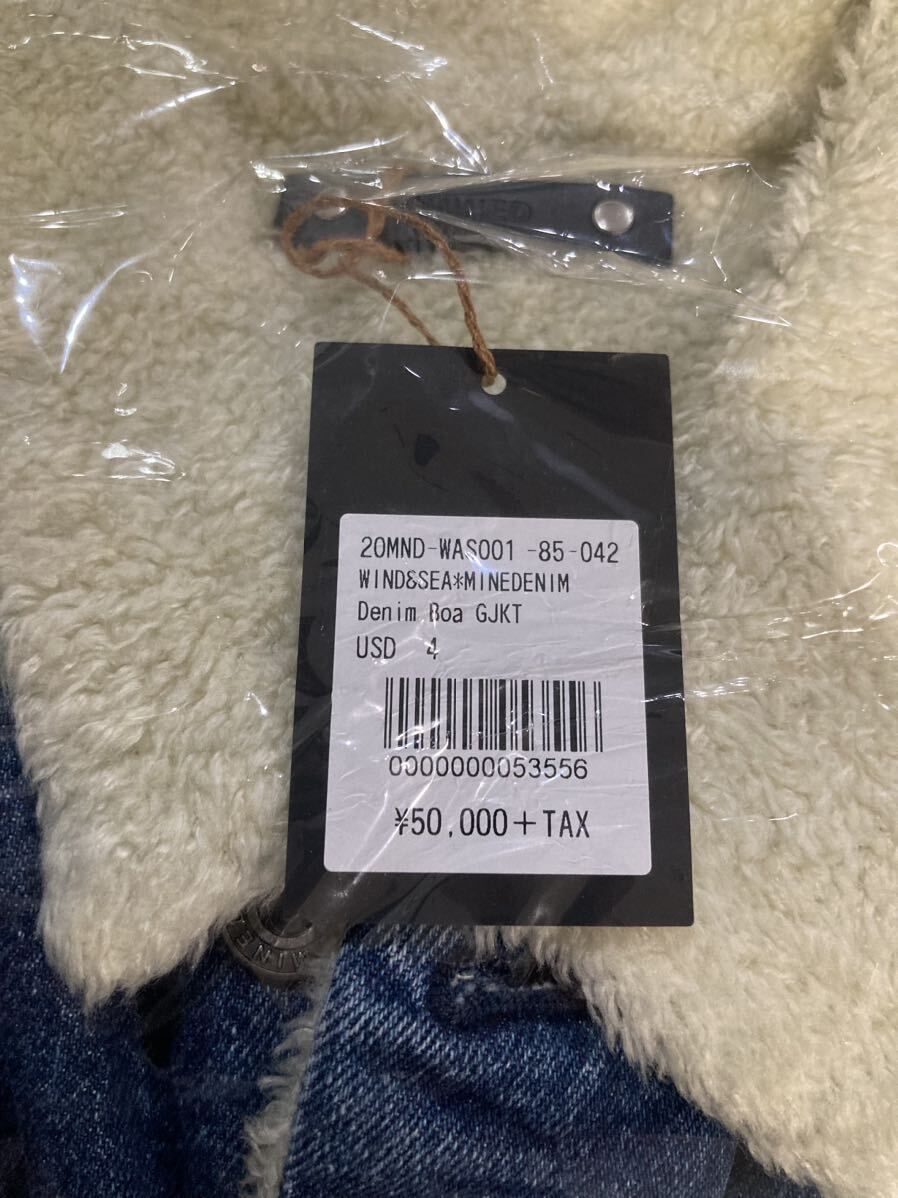 20MND-WAS001 -85-042
WIND&SEA*MINEDENIM
Denim Boa GJKT
USD 4
0000000053556
¥50,000+TAX